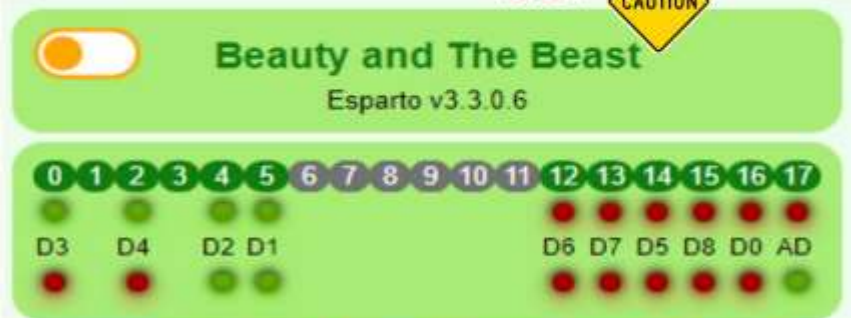 CAUTION
Beauty and The Beast
Esparto v3.3.0.6
0 1 2 3 4 5 6 7 8 9 10 11 12 13 14 15 16 17
D3 D4 D2 D1 D6 D7 D5 D8 D0 AD